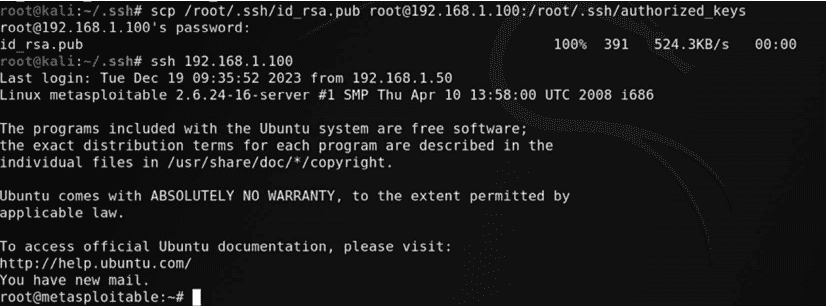 root@kali:~/.ssh# scp /root/.ssh/id_rsa.pub root@192.168.1.100:/root/.ssh/authorized_keys
root@192.168.1.100's password:
id_rsa.pub 100% 391 524.3KB/s 00:00
root@kali:~/.ssh# ssh 192.168.1.100
Last login: Tue Dec 19 09:35:52 2023 from 192.168.1.50
Linux metasploitable 2.6.24-16-server #1 SMP Thu Apr 10 13:58:00 UTC 2008 i686
The programs included with the Ubuntu system are free software;
the exact distribution terms for each program are described in the
individual files in /usr/share/doc/*/copyright.
Ubuntu comes with ABSOLUTELY NO WARRANTY, to the extent permitted by
applicable law.
To access official Ubuntu documentation, please visit:
http://help.ubuntu.com/
You have new mail.
root@metasploitable:~#